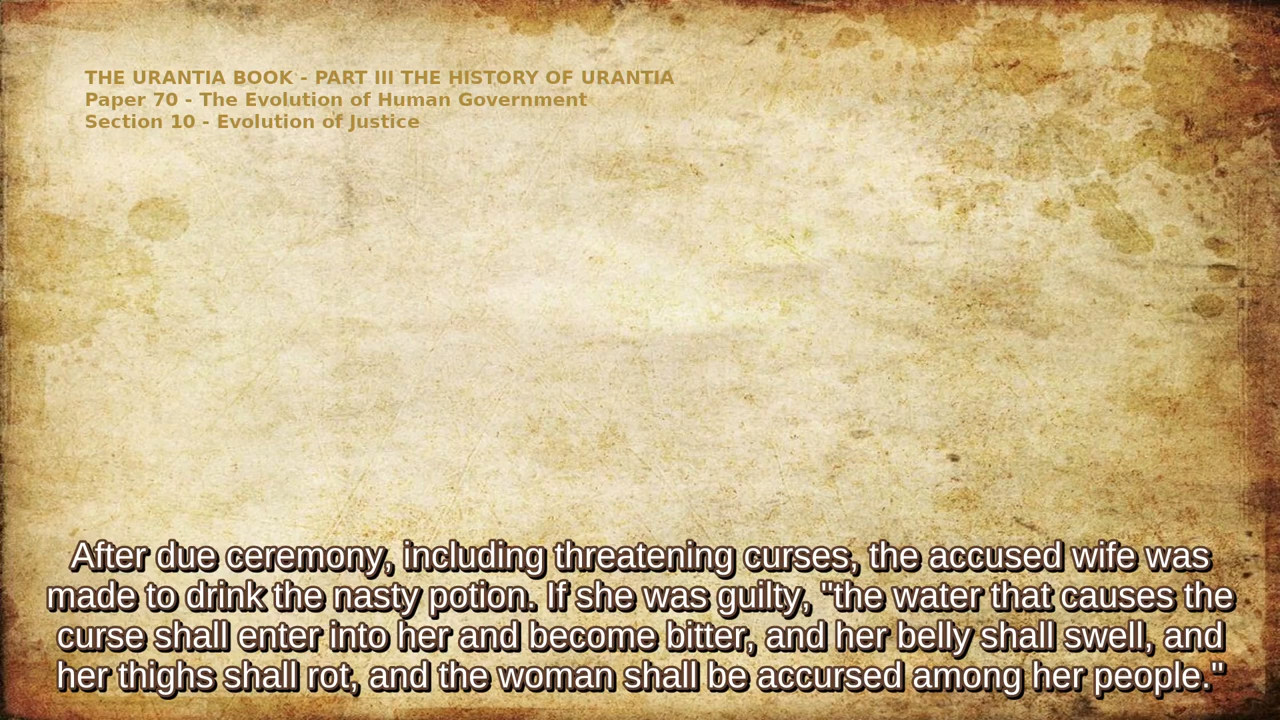 THE URANTIA BOOK - PART III THE HISTORY OF URANTIA
Paper 70 - The Evolution of Human Government
Section 10 - Evolution of Justice
After due ceremony, including threatening curses, the accused wife was
made to drink the nasty potion. If she was guilty, "the water that causes the
curse shall enter into her and become bitter, and her belly shall swell, and
her thighs shall rot, and the woman shall be accursed among her people."